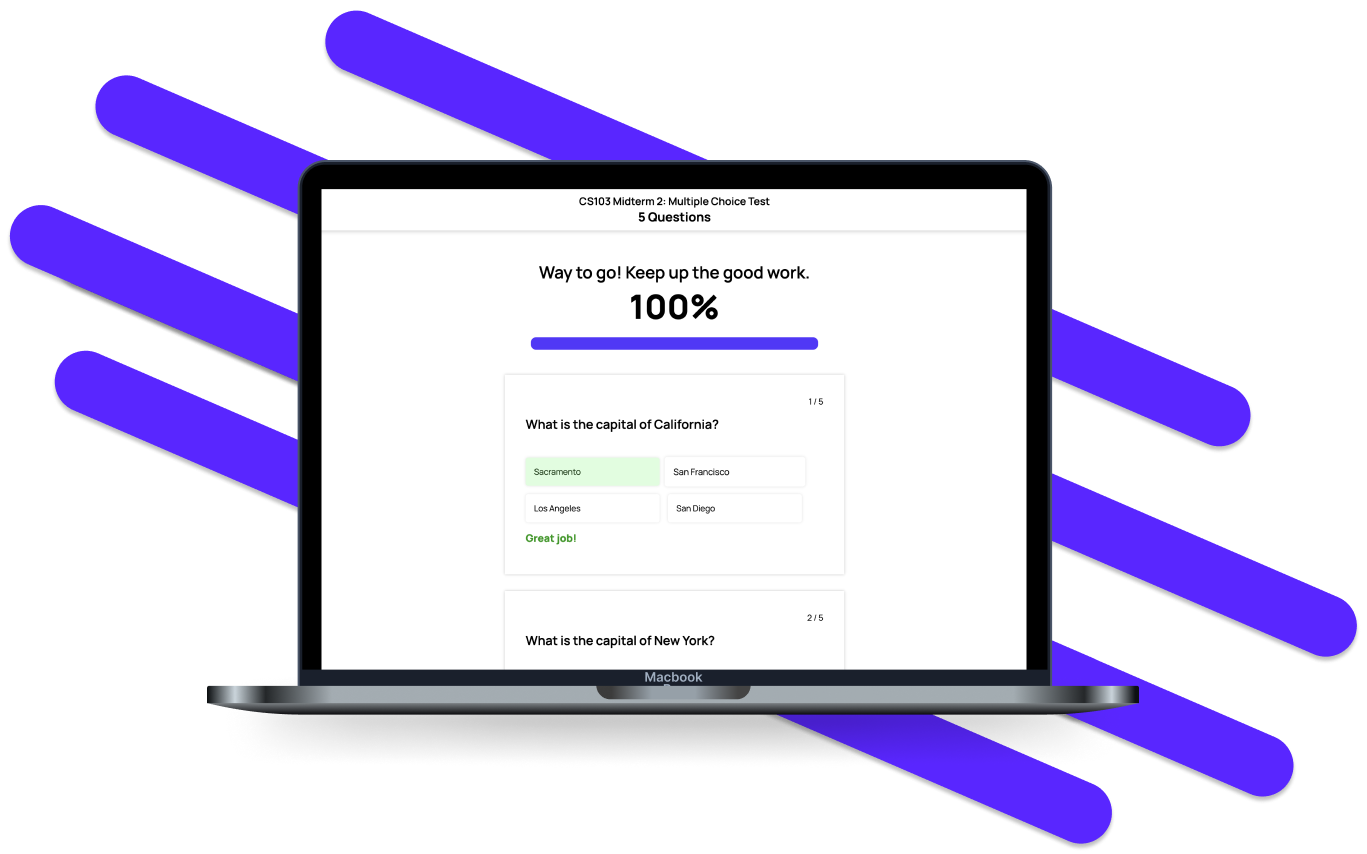 CS103 Midterm 2: Multiple Choice Test
5 Questions
Way to go! Keep up the good work.
100%
1 / 5
What is the capital of California?
Sacramento
San Francisco
Los Angeles
San Diego
Great job!
2 / 5
What is the capital of New York?
Macbook